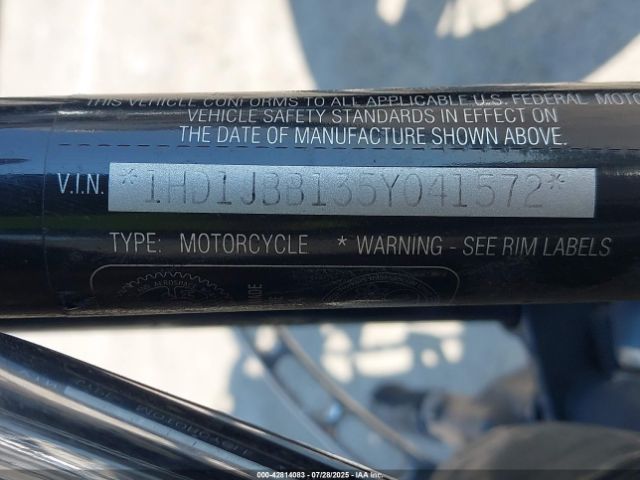 THIS VEHICLE CONFORMS TO ALL APPLICABLE U.S. FEDERAL MOTO
VEHICLE SAFETY STANDARDS IN EFFECT ON
THE DATE OF MANUFACTURE SHOWN ABOVE.
V.I.N. *1HD1JBB135Y041572*
TYPE: MOTORCYCLE * WARNING - SEE RIM LABELS
000-42814083 - 07/28/2025 - IAA, INC.